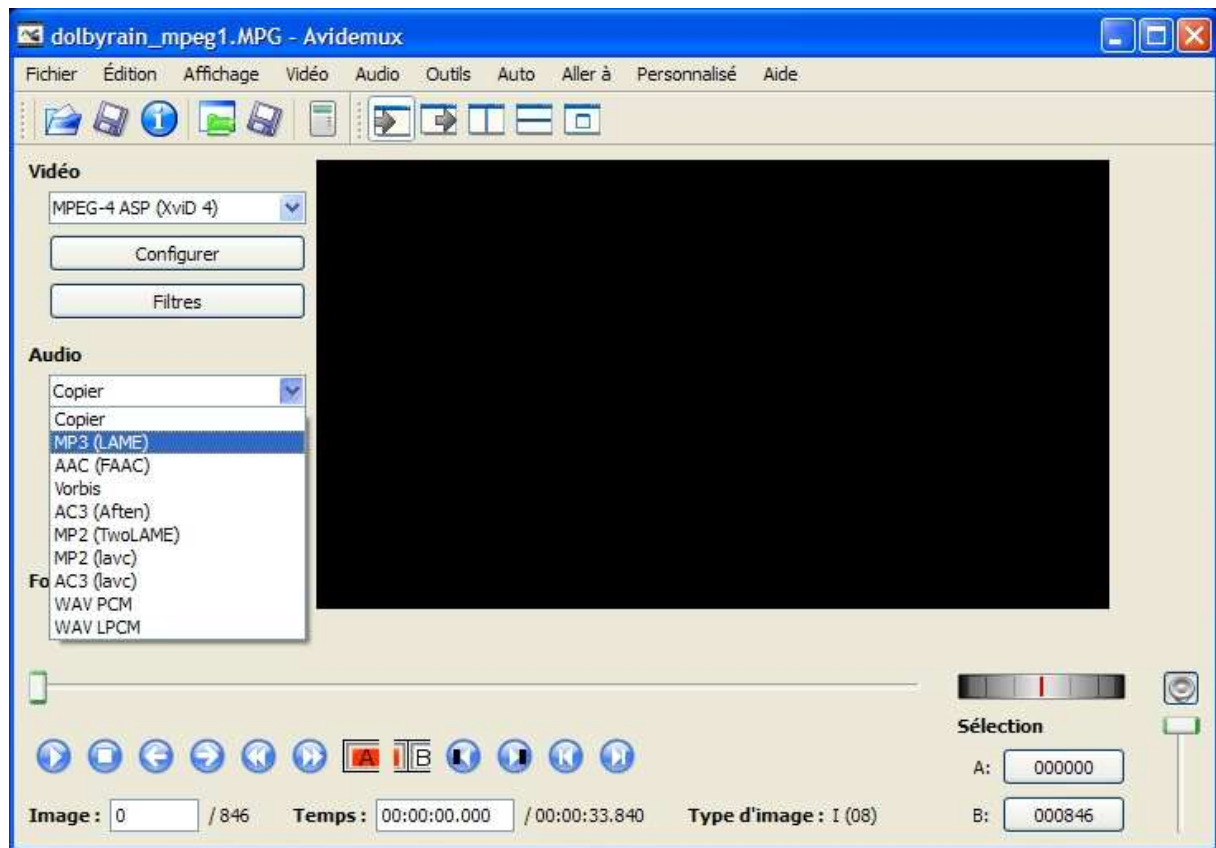 dolbyrain_mpeg1.MPG - Avidemux
Fichier Édition Affichage Vidéo Audio Outils Auto Aller à Personnalisé Aide
Vidéo
MPEG-4 ASP (XviD 4)
Configurer
Filtres
Audio
Copier
Copier
MP3 (LAME)
AAC (FAAC)
Vorbis
AC3 (Aften)
MP2 (TwoLAME)
MP2 (lavc)
Fo AC3 (lavc)
WAV PCM
WAV LPCM
A B
Sélection
A: 000000
Image : 0 / 846 Temps : 00:00:00.000 / 00:00:33.840 Type d'image : I (08) B: 000846